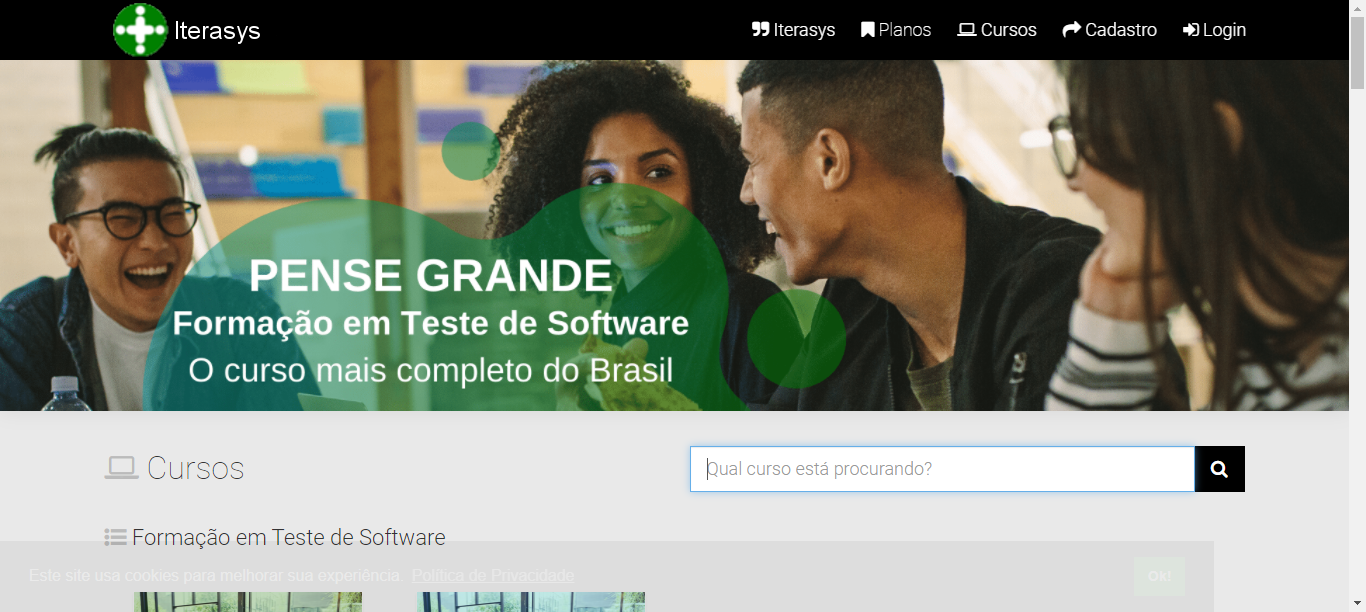 Iterasys
Iterasys Planos Cursos Cadastro Login
PENSE GRANDE
Formação em Teste de Software
O curso mais completo do Brasil
Cursos
Qual curso está procurando?
Formação em Teste de Software
Este site usa cookies para melhorar sua experiência. Política de Privacidade
Ok!